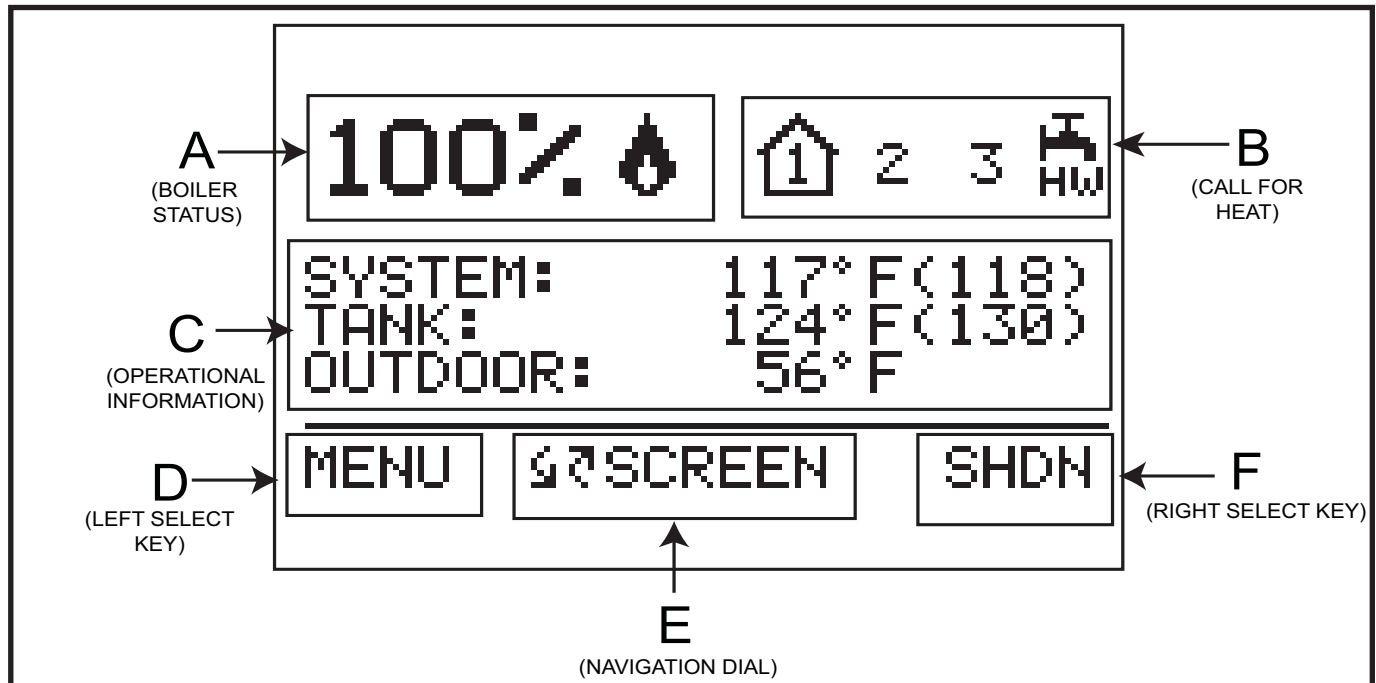 100%
1 2 3 HW
A
(BOILER
STATUS)
B
(CALL FOR
HEAT)
SYSTEM: 117°F(118)
TANK: 124°F(130)
OUTDOOR: 56°F
C
(OPERATIONAL
INFORMATION)
MENU SCREEN SHDN
D
(LEFT SELECT
KEY)
F
(RIGHT SELECT KEY)
E
(NAVIGATION DIAL)